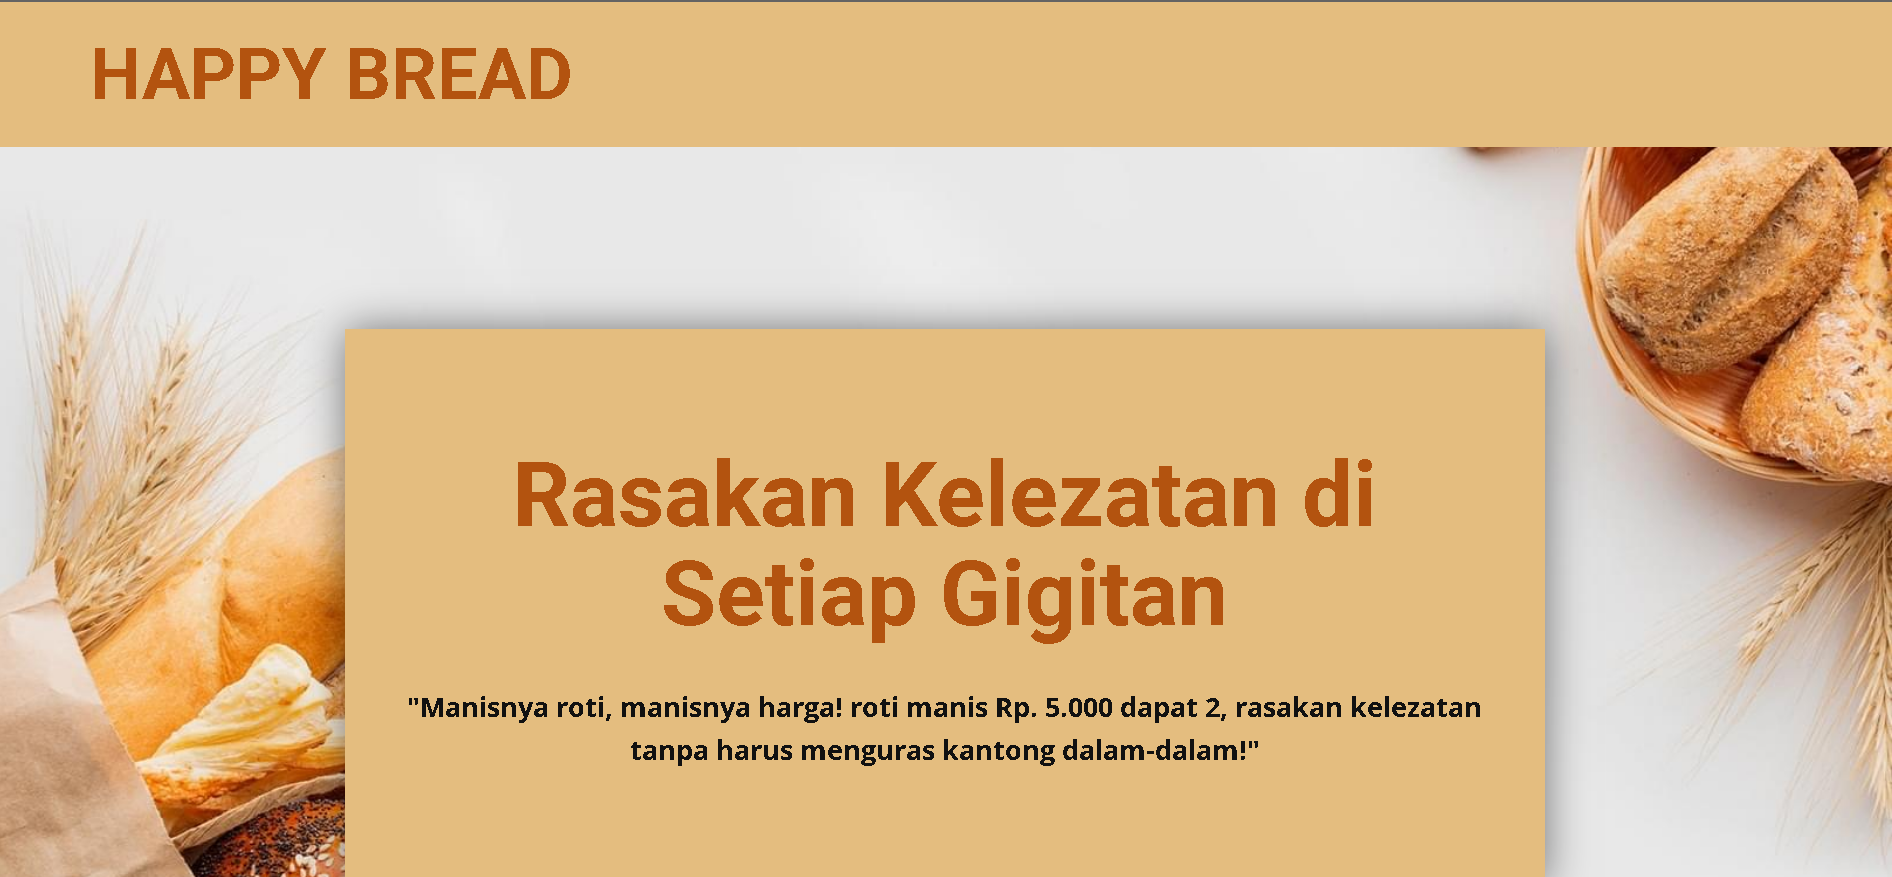 HAPPY BREAD
Rasakan Kelezatan di
Setiap Gigitan
"Manisnya roti, manisnya harga! roti manis Rp. 5.000 dapat 2, rasakan kelezatan
tanpa harus menguras kantong dalam-dalam!"